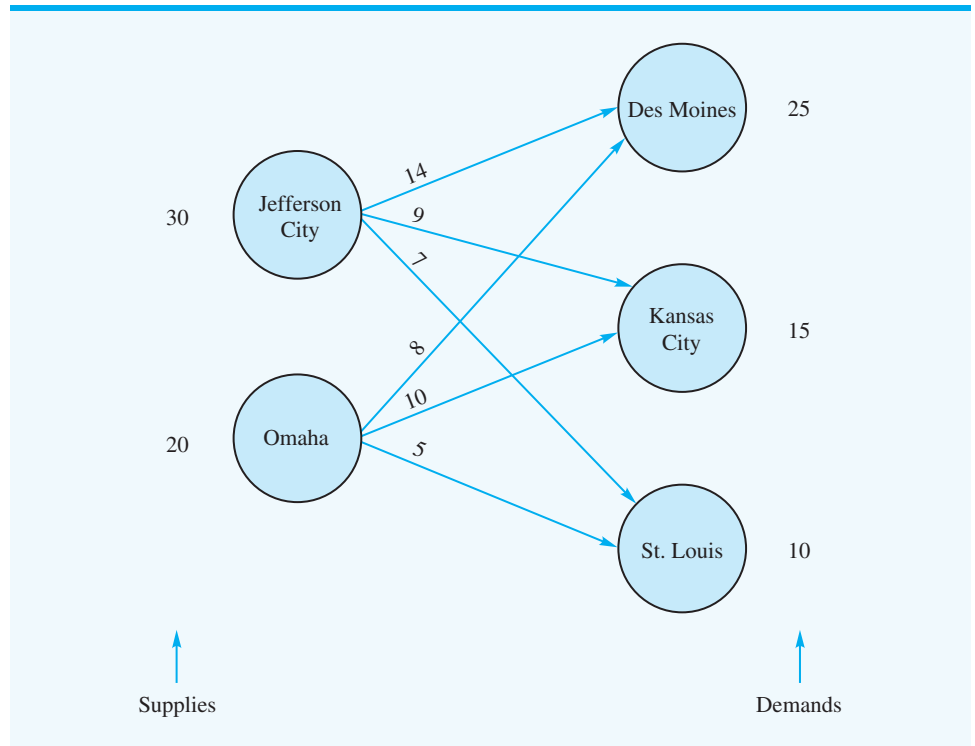 Des Moines
25
14
Jefferson
City
30
9
7
Kansas
City
15
8
10
Omaha
20
5
St. Louis
10
Supplies
Demands